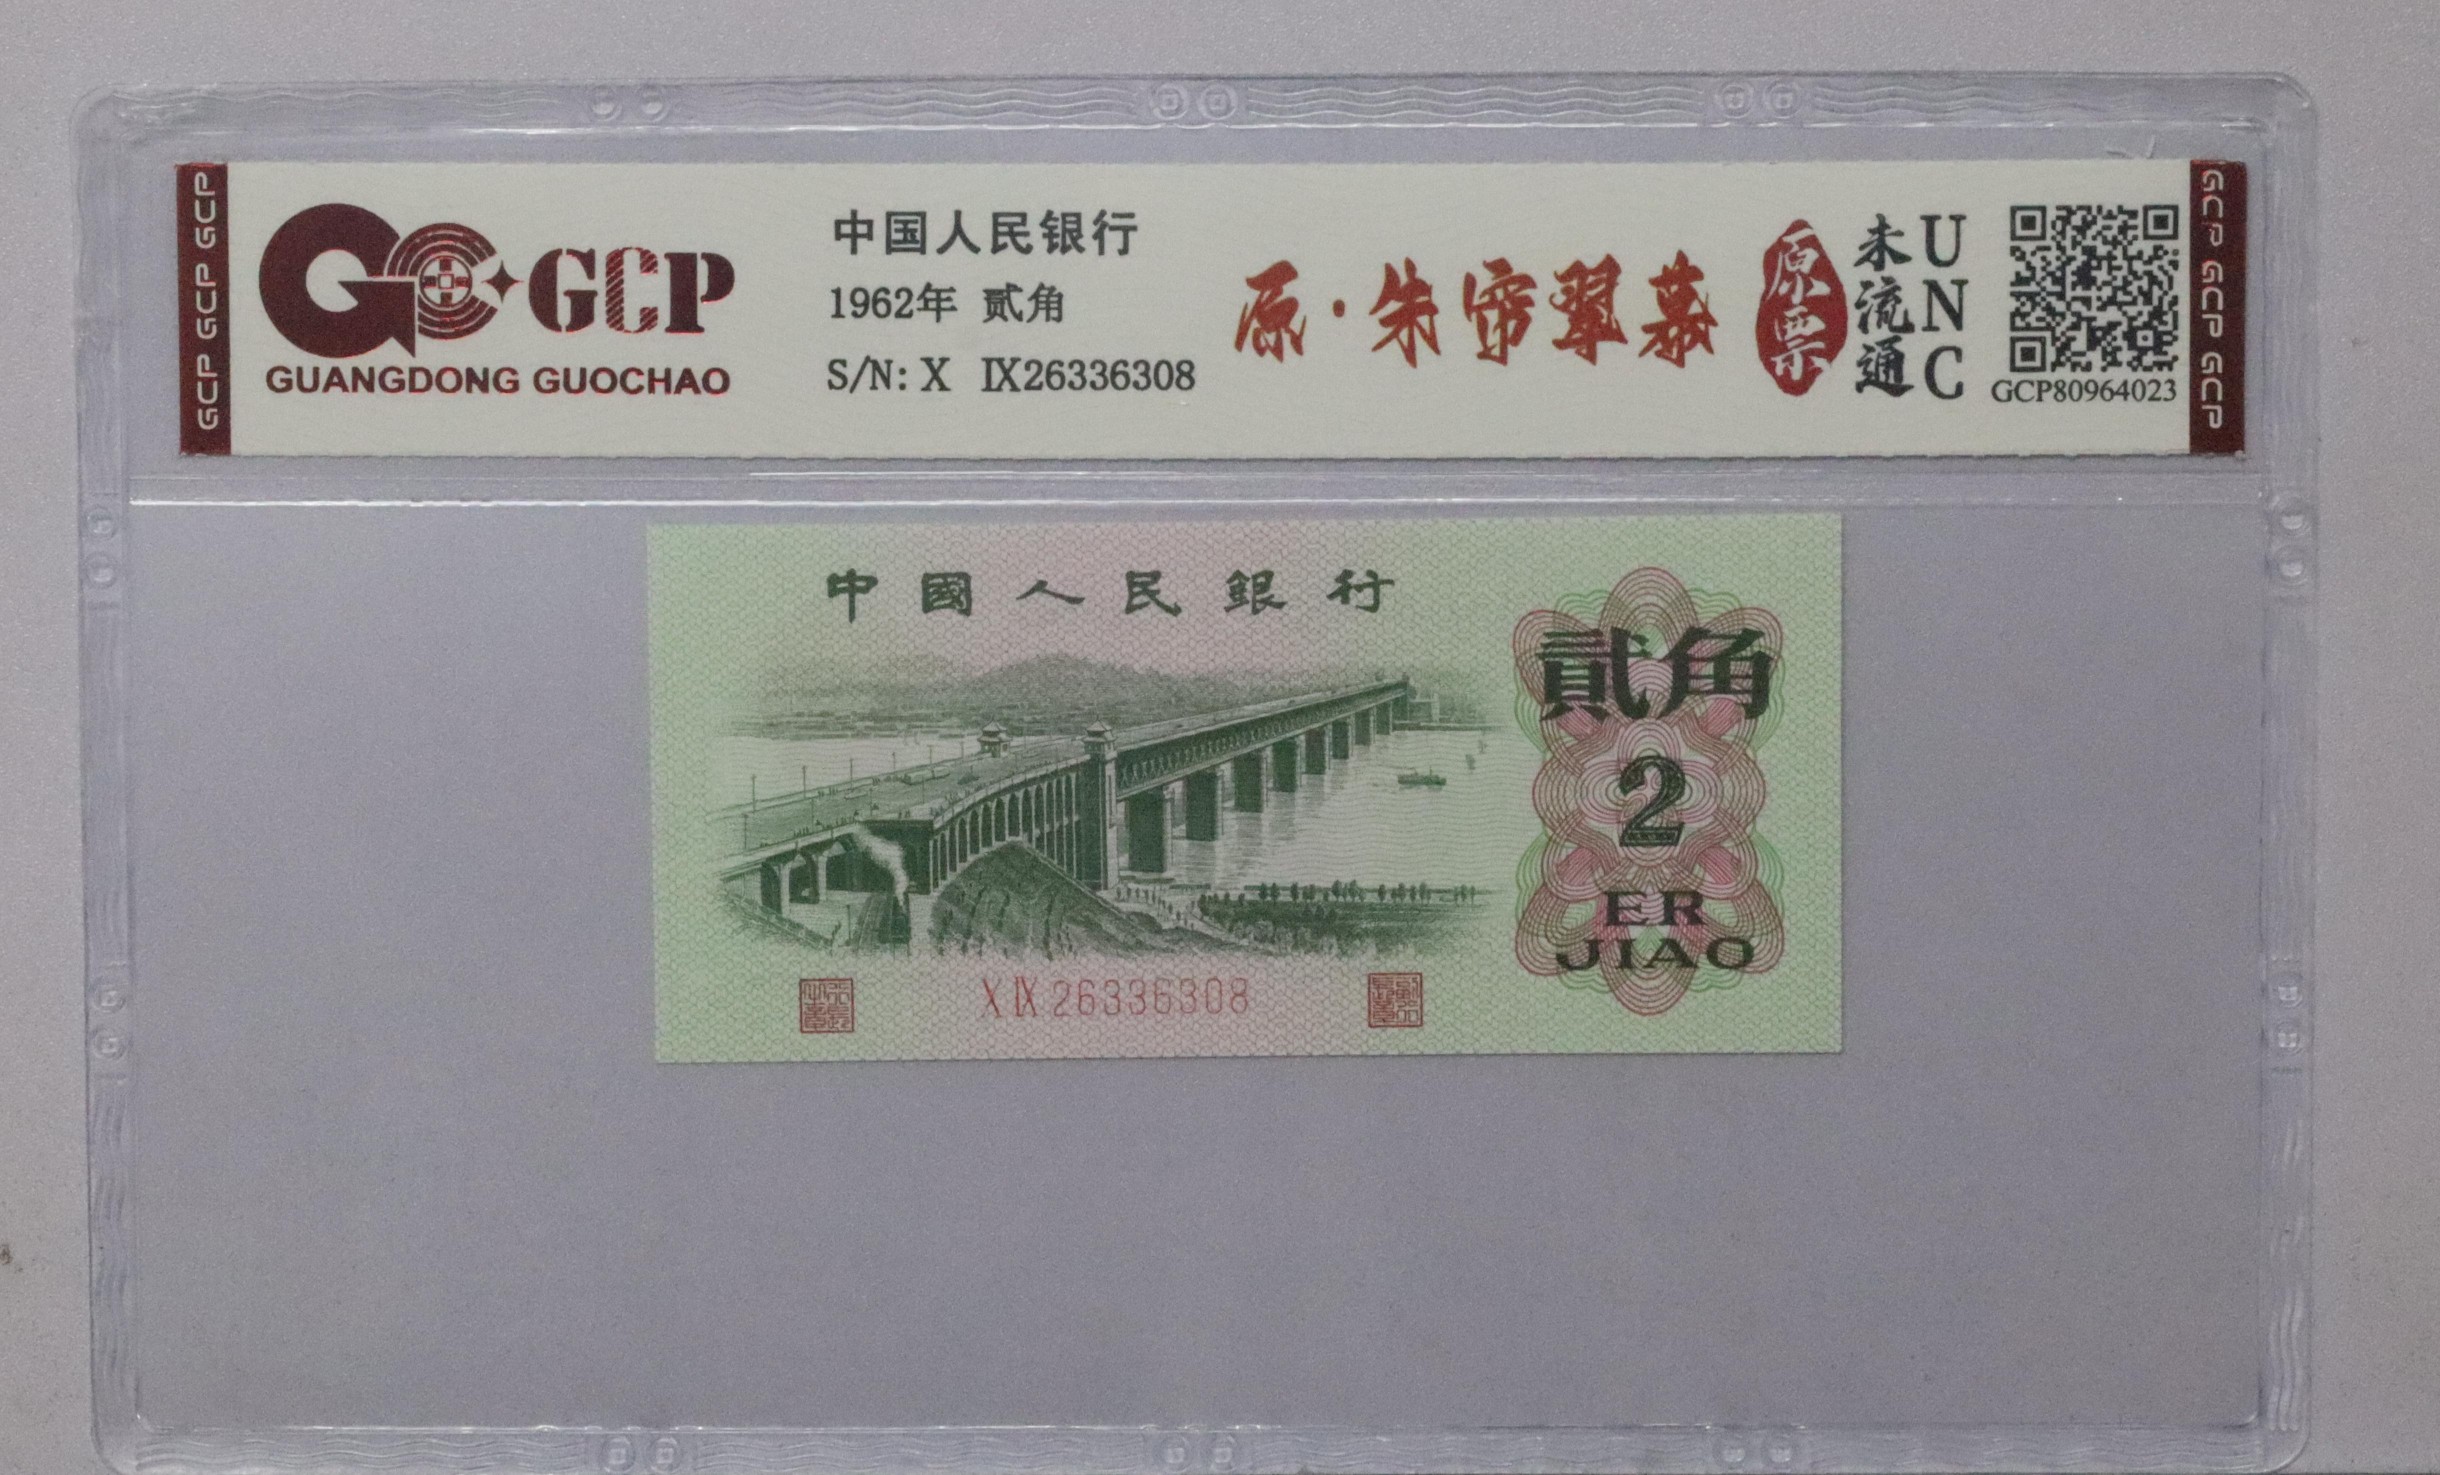 GCP GCP GCP
GCP
GUANGDONG GUOCHAO
中国人民银行
1962年 贰角
S/N: X IX26336308
原·朱帘翠幕
原票
未流通
UNC
GCP80964023
GCP GCP GCP
中國人民銀行
貳角
2
ER
JIAO
X IX 26336308